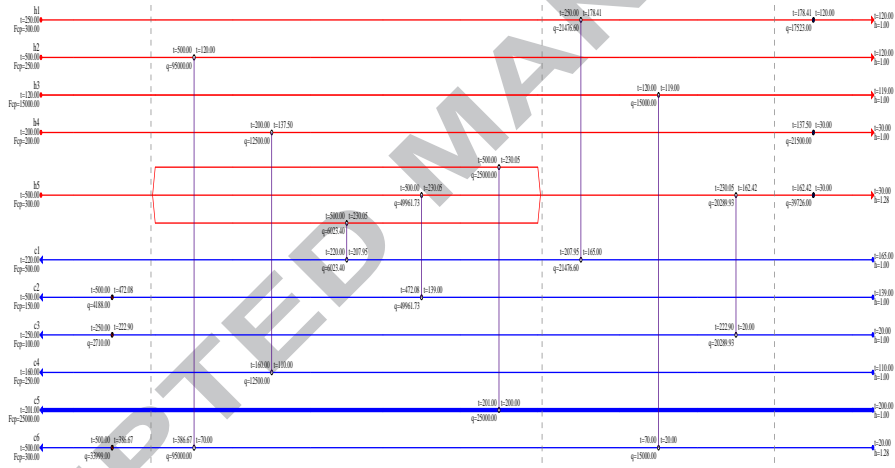 h1
t=250.00
Fcp=300.00
t=250.00 t=178.41
q=21476.60
t=178.41 t=120.00
q=17523.00
t=120.00
h=1.00
h2
t=500.00
Fcp=250.00
t=500.00 t=120.00
q=95000.00
t=120.00
h=1.00
h3
t=120.00
Fcp=15000.00
t=120.00 t=119.00
q=15000.00
t=119.00
h=1.00
h4
t=200.00
Fcp=200.00
t=200.00 t=137.50
q=12500.00
t=137.50 t=30.00
q=21500.00
t=30.00
h=1.00
t=500.00 t=230.05
q=25000.00
h5
t=500.00
Fcp=300.00
t=500.00 t=230.05
q=49961.73
t=230.05 t=162.42
q=20289.93
t=162.42 t=30.00
q=39726.00
t=30.00
h=1.28
t=500.00 t=230.05
q=6023.40
c1
t=220.00
Fcp=500.00
t=220.00 t=207.95
q=6023.40
t=207.95 t=165.00
q=21476.60
t=165.00
h=1.00
c2
t=500.00
Fcp=150.00
t=500.00 t=472.08
q=4188.00
t=472.08 t=139.00
q=49961.73
t=139.00
h=1.00
c3
t=250.00
Fcp=100.00
t=250.00 t=222.90
q=2710.00
t=222.90 t=20.00
q=20289.93
t=20.00
h=1.00
c4
t=160.00
Fcp=250.00
t=160.00 t=110.00
q=12500.00
t=110.00
h=1.00
c5
t=201.00
Fcp=25000.00
t=201.00 t=200.00
q=25000.00
t=200.00
h=1.00
c6
t=500.00
Fcp=300.00
t=500.00 t=386.67
q=33999.00
t=386.67 t=70.00
q=95000.00
t=70.00 t=20.00
q=15000.00
t=20.00
h=1.28
PTED MAN